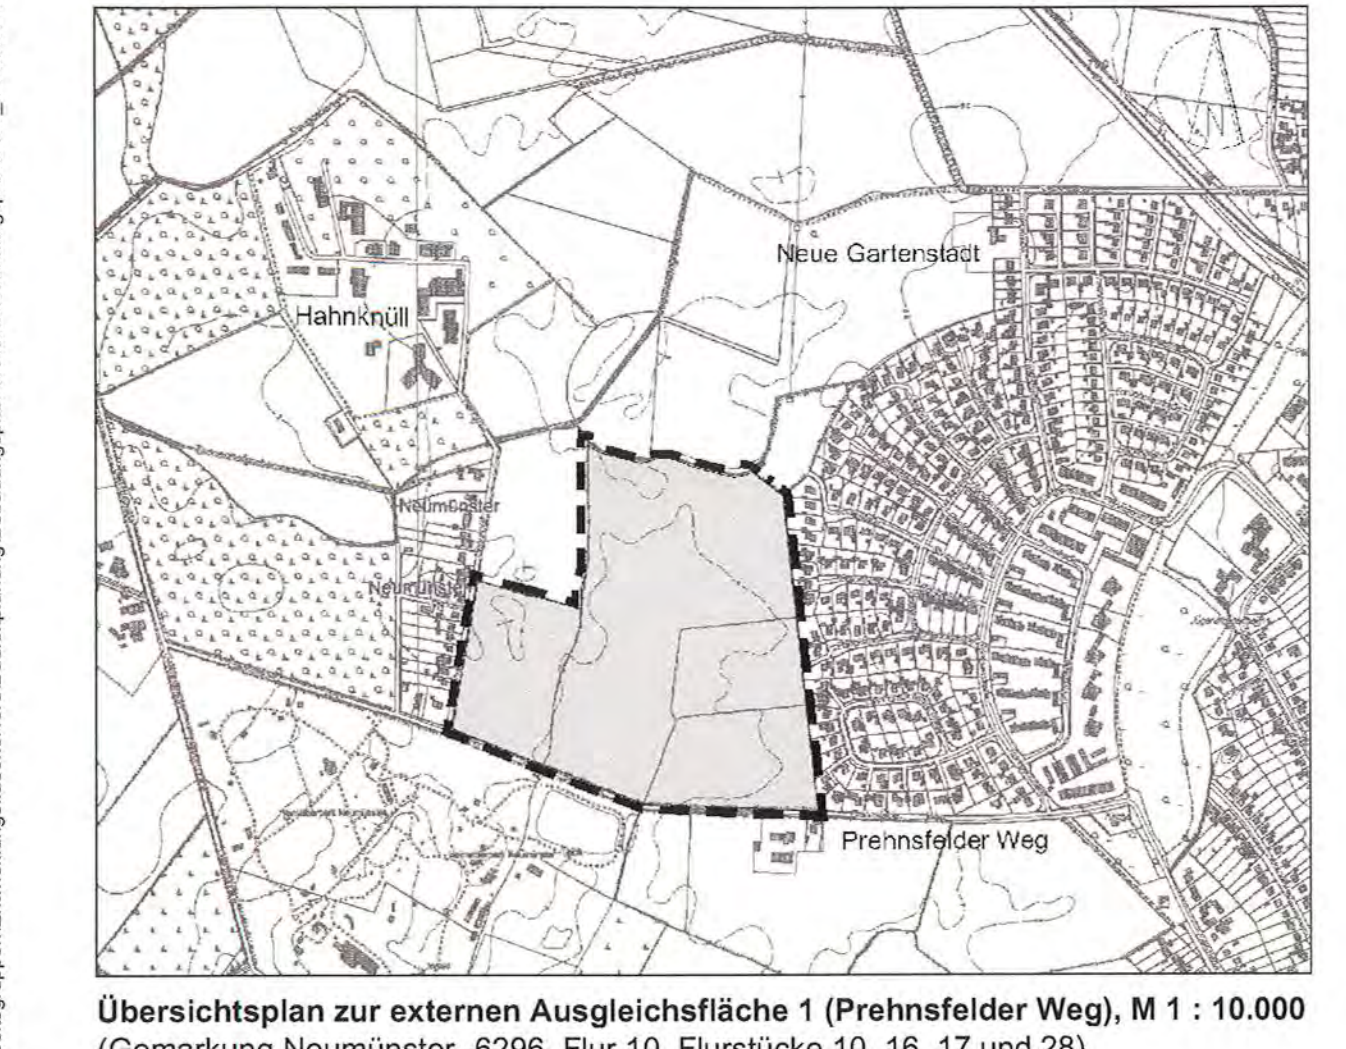 Neue Gartenstadt
Hahnknüll
Neumünster
Neumünster
Prehnsfelder Weg
Übersichtsplan zur externen Ausgleichsfläche 1 (Prehnsfelder Weg), M 1 : 10.000
(Gemarkung Neumünster 6296, Flur 10, Flurstücke 10, 16, 17 und 28)